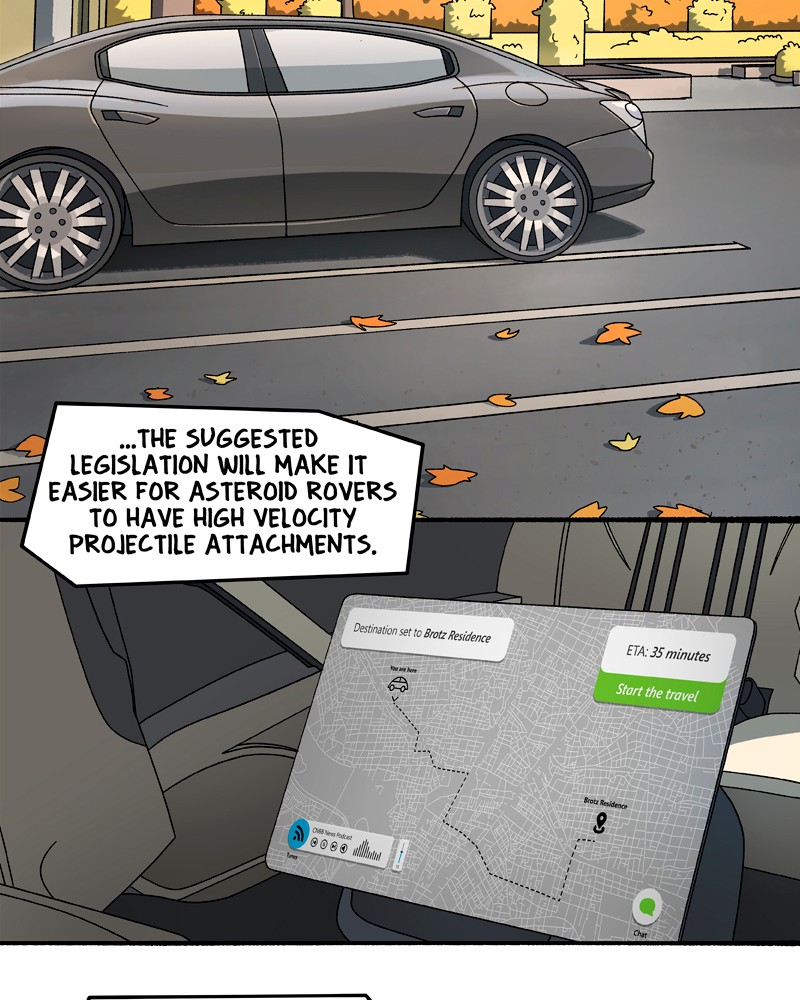 ...THE SUGGESTED
LEGISLATION WILL MAKE IT
EASIER FOR ASTEROID ROVERS
TO HAVE HIGH VELOCITY
PROJECTILE ATTACHMENTS.
Destination set to Brotz Residence
ETA: 35 minutes
Start the travel
You are here
Brotz Residence
News Podcast
Tunes
Chat